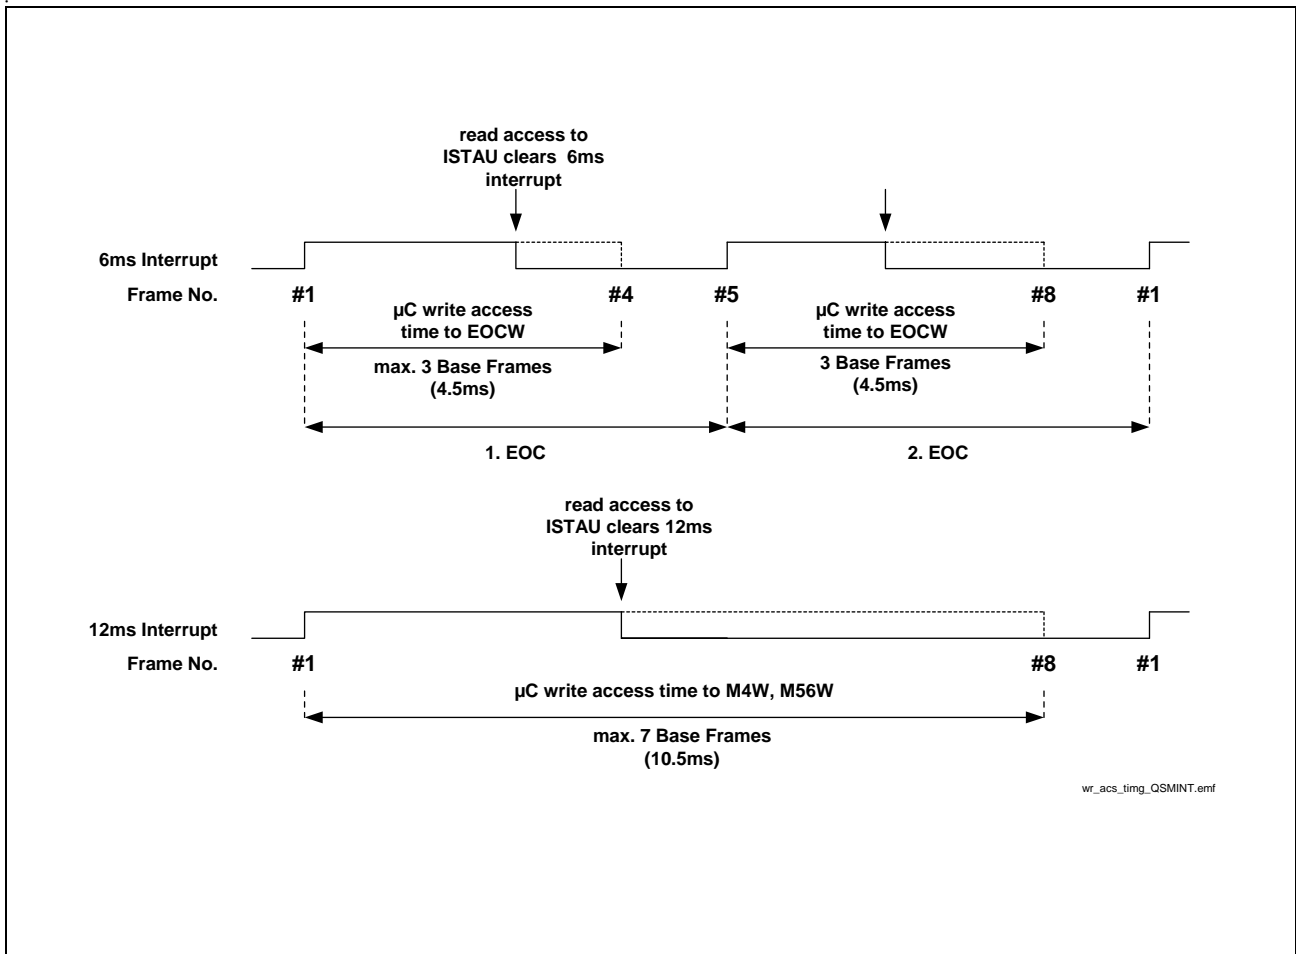 read access to
ISTAU clears 6ms
interrupt
6ms Interrupt
Frame No.
#1
#4
#5
#8
#1
µC write access
time to EOCW
max. 3 Base Frames
(4.5ms)
µC write access
time to EOCW
3 Base Frames
(4.5ms)
1. EOC
2. EOC
read access to
ISTAU clears 12ms
interrupt
12ms Interrupt
Frame No.
#1
#8
#1
µC write access time to M4W, M56W
max. 7 Base Frames
(10.5ms)
wr_acs_timg_QSMINT.emf